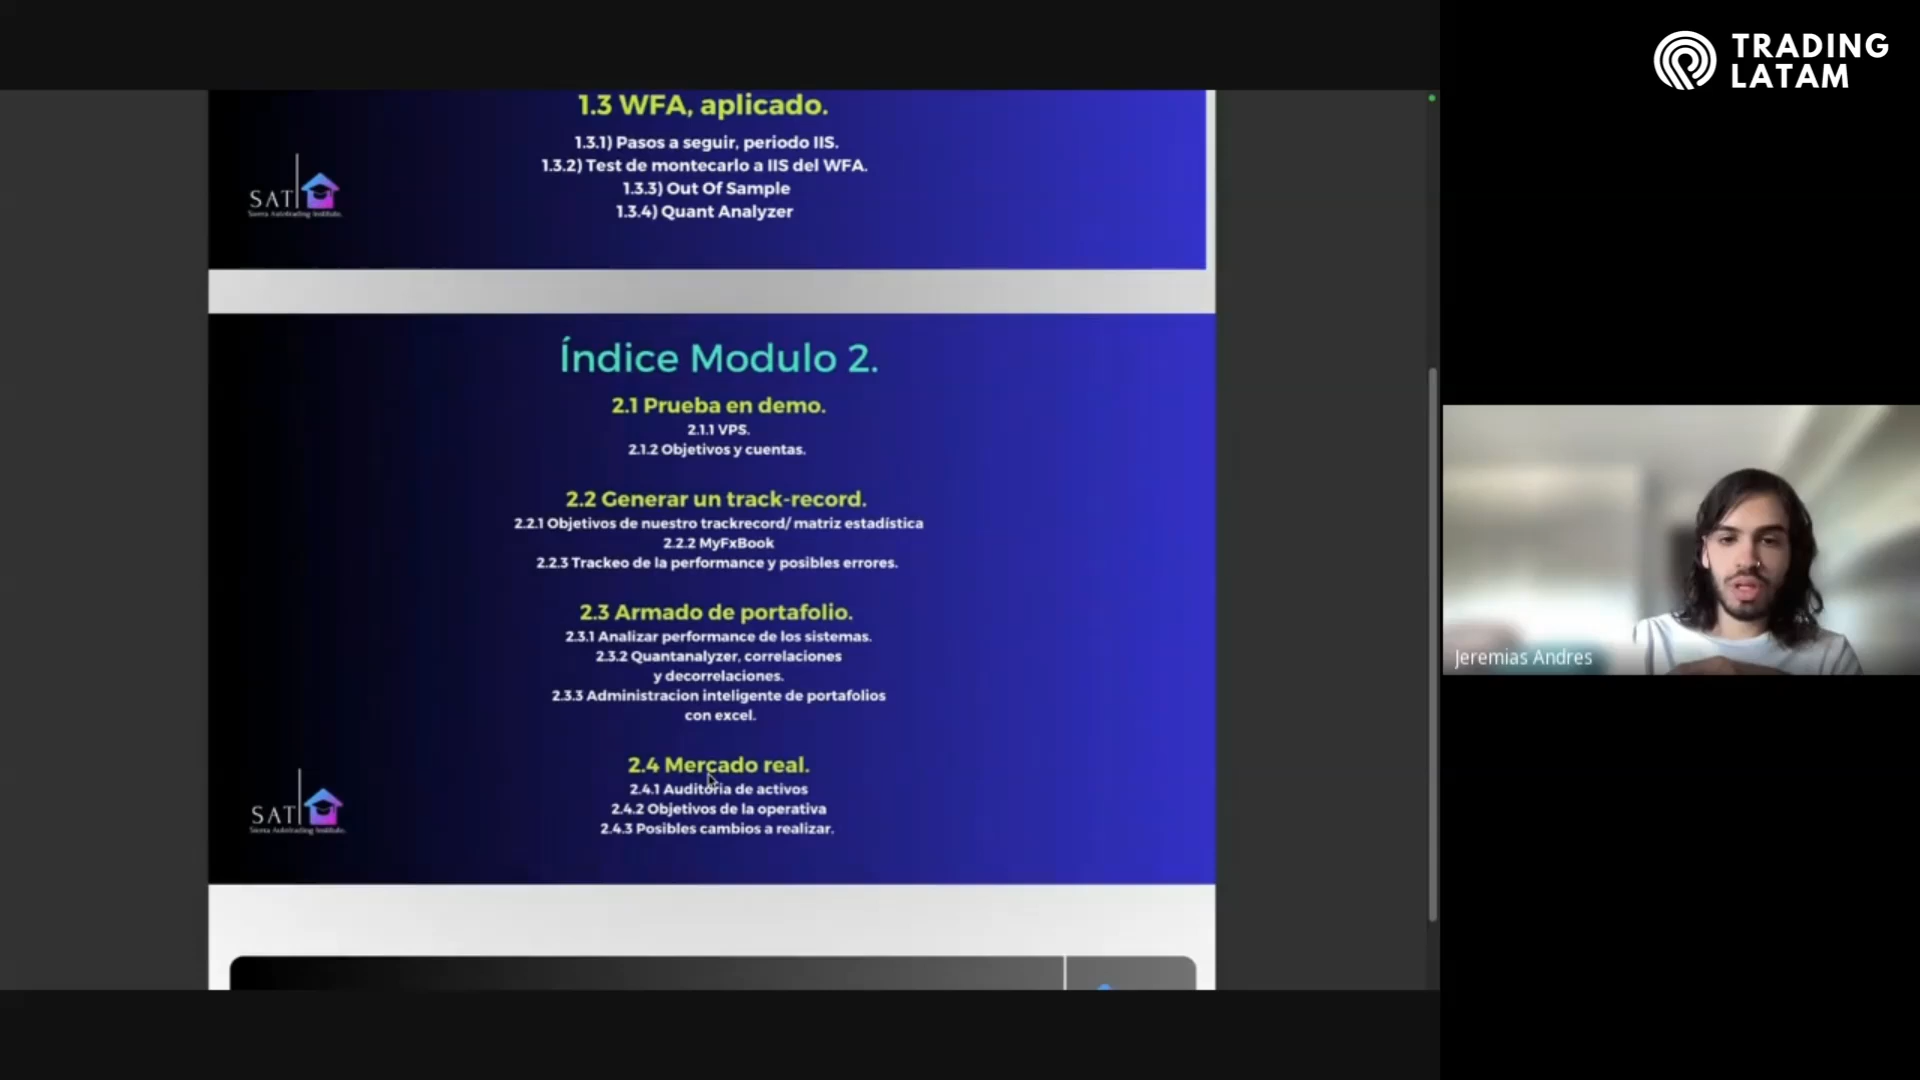 TRADING
LATAM
1.3 WFA, aplicado.
1.3.1) Pasos a seguir, periodo IIS.
1.3.2) Test de montecarlo a IIS del WFA.
1.3.3) Out Of Sample
1.3.4) Quant Analyzer
SAT
Índice Modulo 2.
2.1 Prueba en demo.
2.1.1 VPS.
2.1.2 Objetivos y cuentas.
2.2 Generar un track-record.
2.2.1 Objetivos de nuestro trackrecord/ matriz estadística
2.2.2 MyFxBook
2.2.3 Trackeo de la performance y posibles errores.
2.3 Armado de portafolio.
2.3.1 Analizar performance de los sistemas.
2.3.2 Quantanalyzer, correlaciones
y decorrelaciones.
2.3.3 Administracion inteligente de portafolios
con excel.
2.4 Mercado real.
2.4.1 Auditoria de activos
2.4.2 Objetivos de la operativa
2.4.3 Posibles cambios a realizar.
SAT
Jeremias Andres